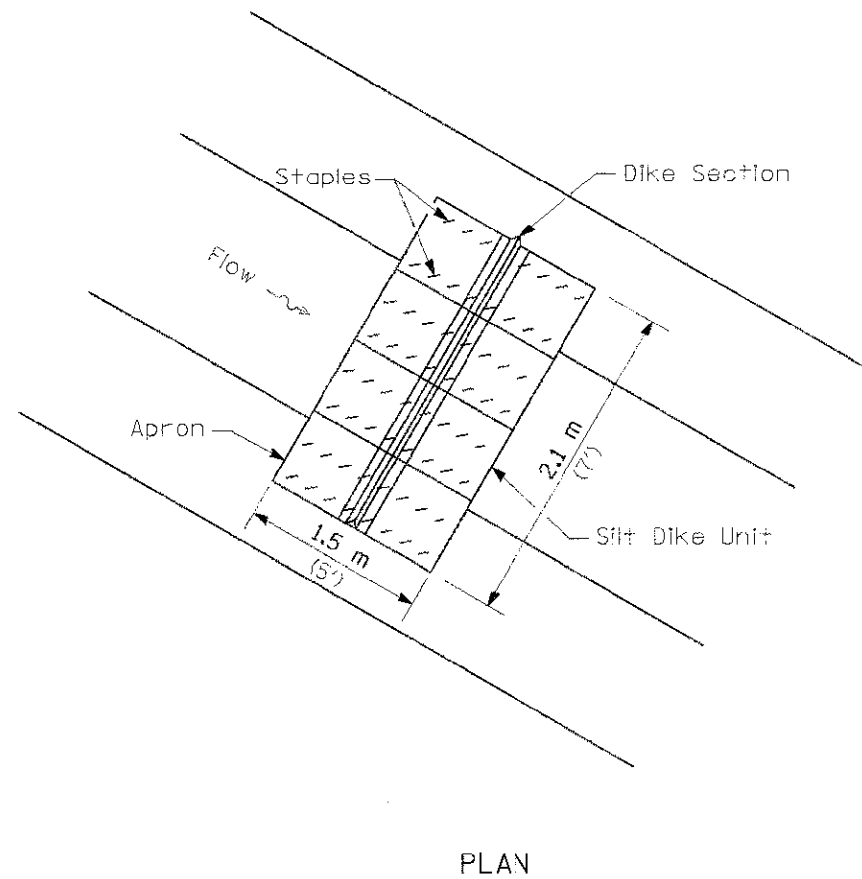 Staples
Dike Section
Flow
Apron
2.1 m
(7')
1.5 m
(5')
Silt Dike Unit
PLAN